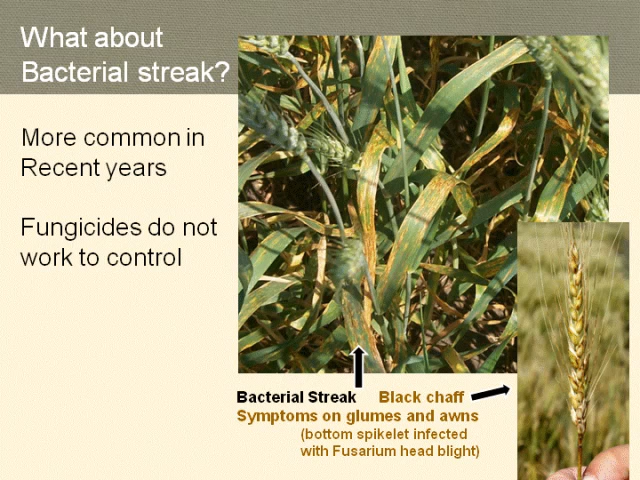 What about
Bacterial streak?
More common in
Recent years
Fungicides do not
work to control
Bacterial Streak Black chaff
Symptoms on glumes and awns
(bottom spikelet infected
with Fusarium head blight)